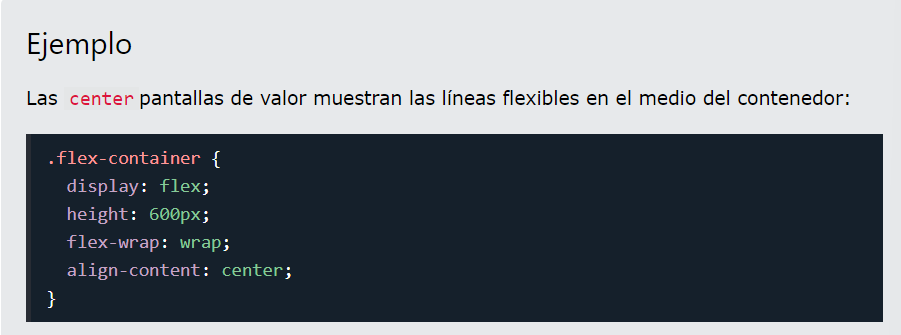 Ejemplo
Las center pantallas de valor muestran las líneas flexibles en el medio del contenedor:
.flex-container {
  display: flex;
  height: 600px;
  flex-wrap: wrap;
  align-content: center;
}